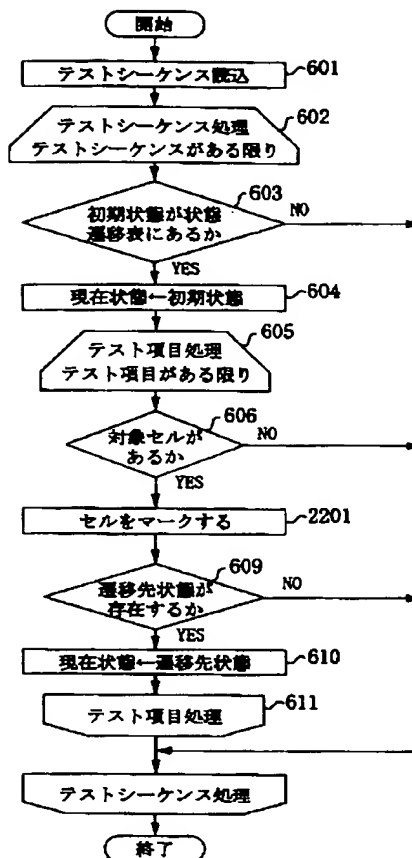 開始
テストシーケンス読込
601
テストシーケンス処理
テストシーケンスがある限り
602
初期状態が状態
遷移表にあるか
603
NO
YES
現在状態←初期状態
604
テスト項目処理
テスト項目がある限り
605
対象セルが
あるか
606
NO
YES
セルをマークする
2201
遷移先状態が
存在するか
609
NO
YES
現在状態←遷移先状態
610
テスト項目処理
611
テストシーケンス処理
終了